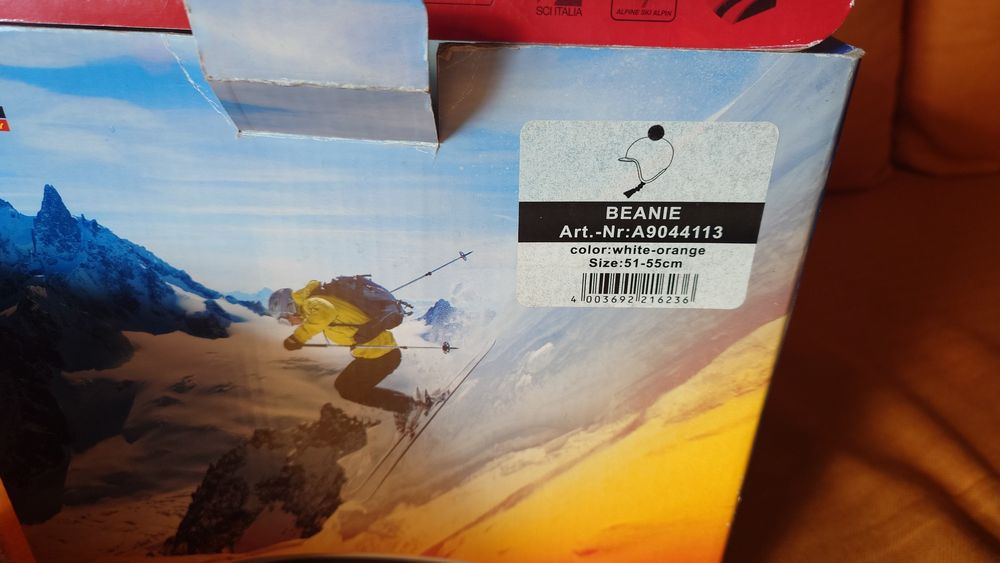 SCI ITALIA
ALPINE SKI ALPIN
BEANIE
Art.-Nr:A9044113
color:white-orange
Size:51-55cm
4 003692 216236